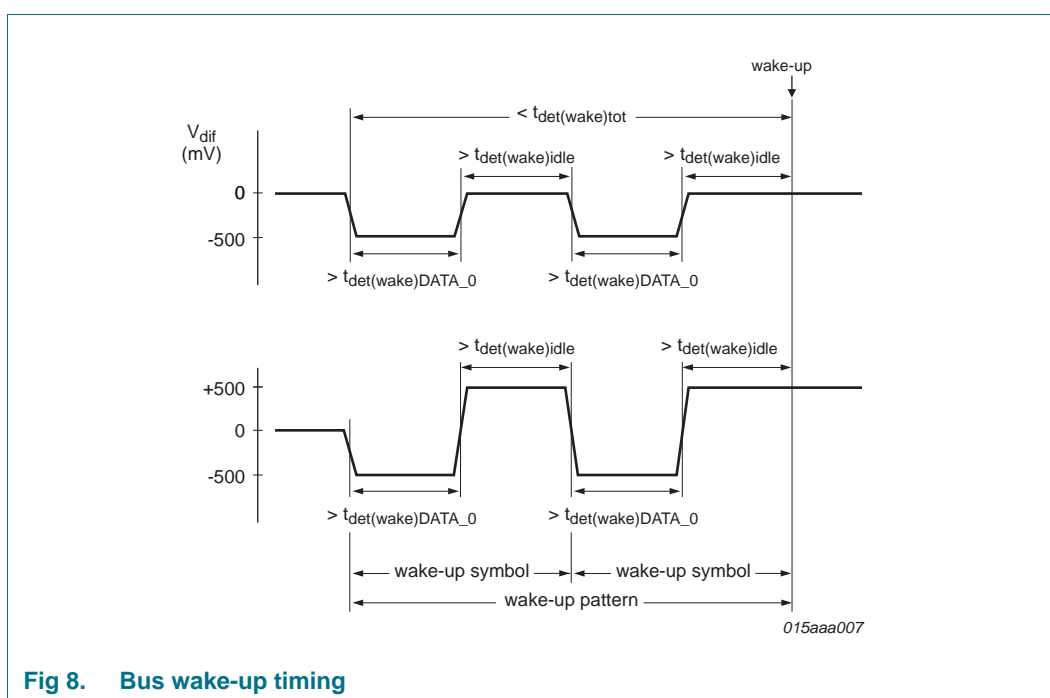 wake-up
< tdet(wake)tot
Vdif
(mV)
> tdet(wake)idle > tdet(wake)idle
0
-500
> tdet(wake)DATA_0 > tdet(wake)DATA_0
> tdet(wake)idle > tdet(wake)idle
+500
0
-500
> tdet(wake)DATA_0 > tdet(wake)DATA_0
wake-up symbol wake-up symbol
wake-up pattern
015aaa007
Fig 8. Bus wake-up timing